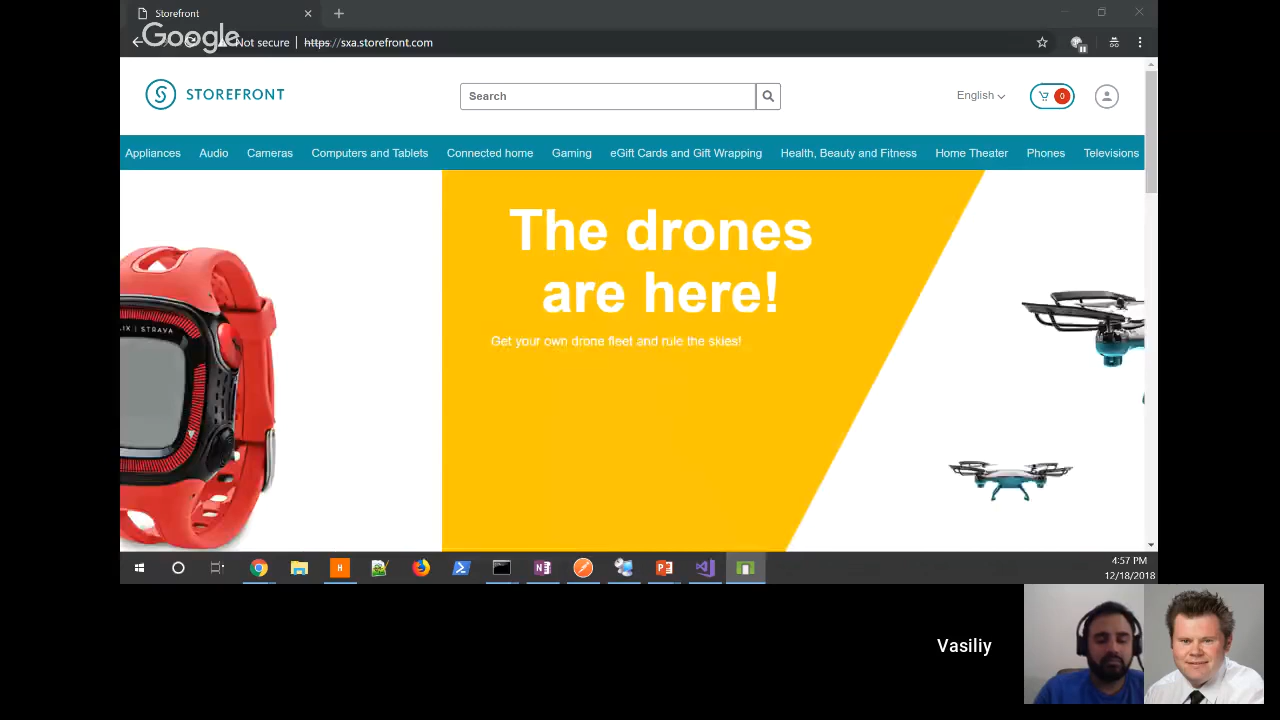 Storefront
Google
Not secure | https://sxa.storefront.com
STOREFRONT
Search
English
0
Appliances Audio Cameras Computers and Tablets Connected home Gaming eGift Cards and Gift Wrapping Health, Beauty and Fitness Home Theater Phones Televisions
The drones
are here!
Get your own drone fleet and rule the skies!
STRAVA
4:57 PM
12/18/2018
Vasiliy